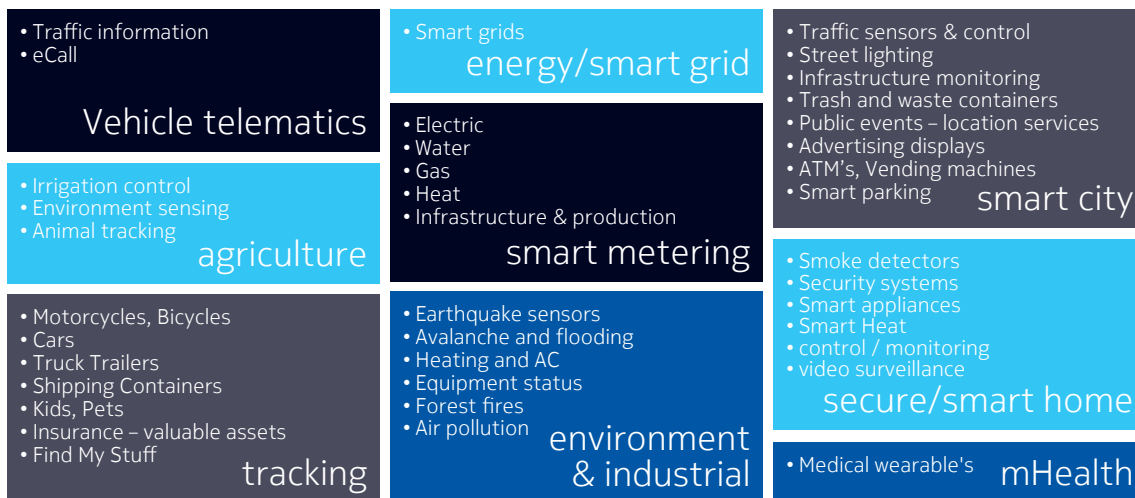 • Traffic information
• eCall
Vehicle telematics
• Irrigation control
• Environment sensing
• Animal tracking
agriculture
• Motorcycles, Bicycles
• Cars
• Truck Trailers
• Shipping Containers
• Kids, Pets
• Insurance – valuable assets
• Find My Stuff
tracking
• Smart grids
energy/smart grid
• Electric
• Water
• Gas
• Heat
• Infrastructure & production
smart metering
• Earthquake sensors
• Avalanche and flooding
• Heating and AC
• Equipment status
• Forest fires
• Air pollution
environment
& industrial
• Traffic sensors & control
• Street lighting
• Infrastructure monitoring
• Trash and waste containers
• Public events – location services
• Advertising displays
• ATM’s, Vending machines
• Smart parking
smart city
• Smoke detectors
• Security systems
• Smart appliances
• Smart Heat
• control / monitoring
• video surveillance
secure/smart home
• Medical wearable's
mHealth